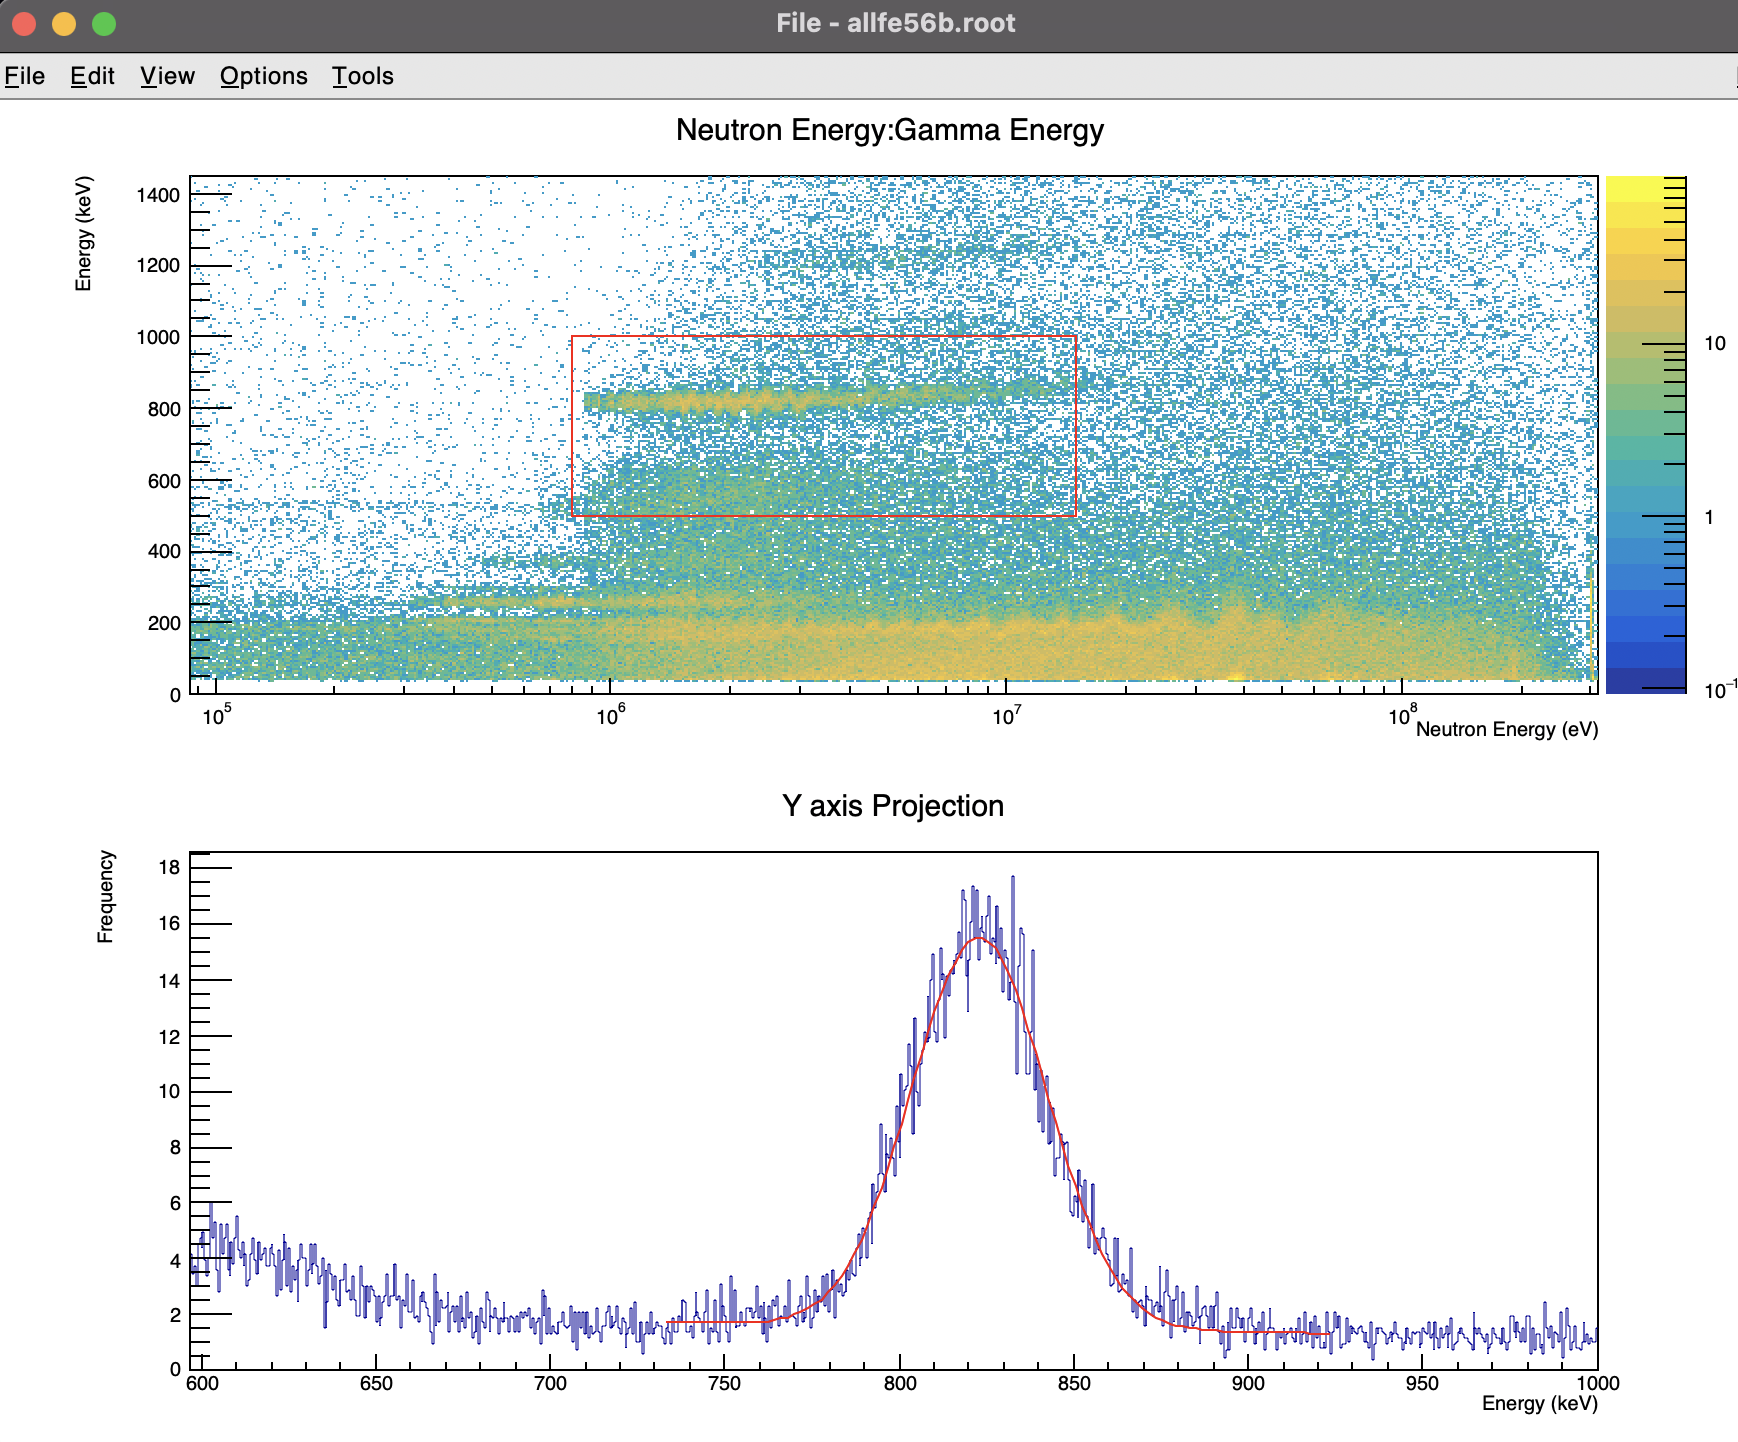 File - allfe56b.root
File Edit View Options Tools
Neutron Energy:Gamma Energy
Energy (keV)
1400
1200
1000
800
600
400
200
0
10⁵ 10⁶ 10⁷ 10⁸
Neutron Energy (eV)
10
1
10⁻¹
Y axis Projection
Frequency
18
16
14
12
10
8
6
4
2
0
600 650 700 750 800 850 900 950 1000
Energy (keV)